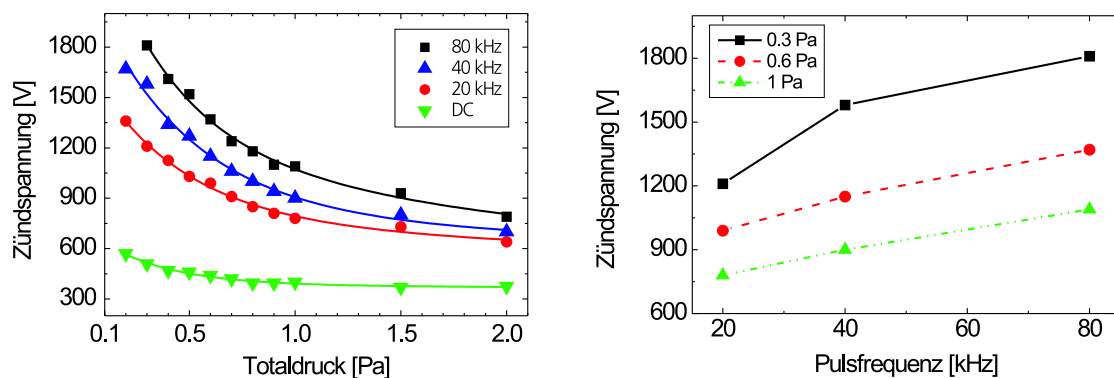 1800
1500
1200
900
600
300
0.1
0.5
1.0
1.5
2.0
Zündspannung [V]
Totaldruck [Pa]
80 kHz
40 kHz
20 kHz
DC
1800
1500
1200
900
600
20
40
60
80
Zündspannung [V]
Pulsfrequenz [kHz]
0.3 Pa
0.6 Pa
1 Pa